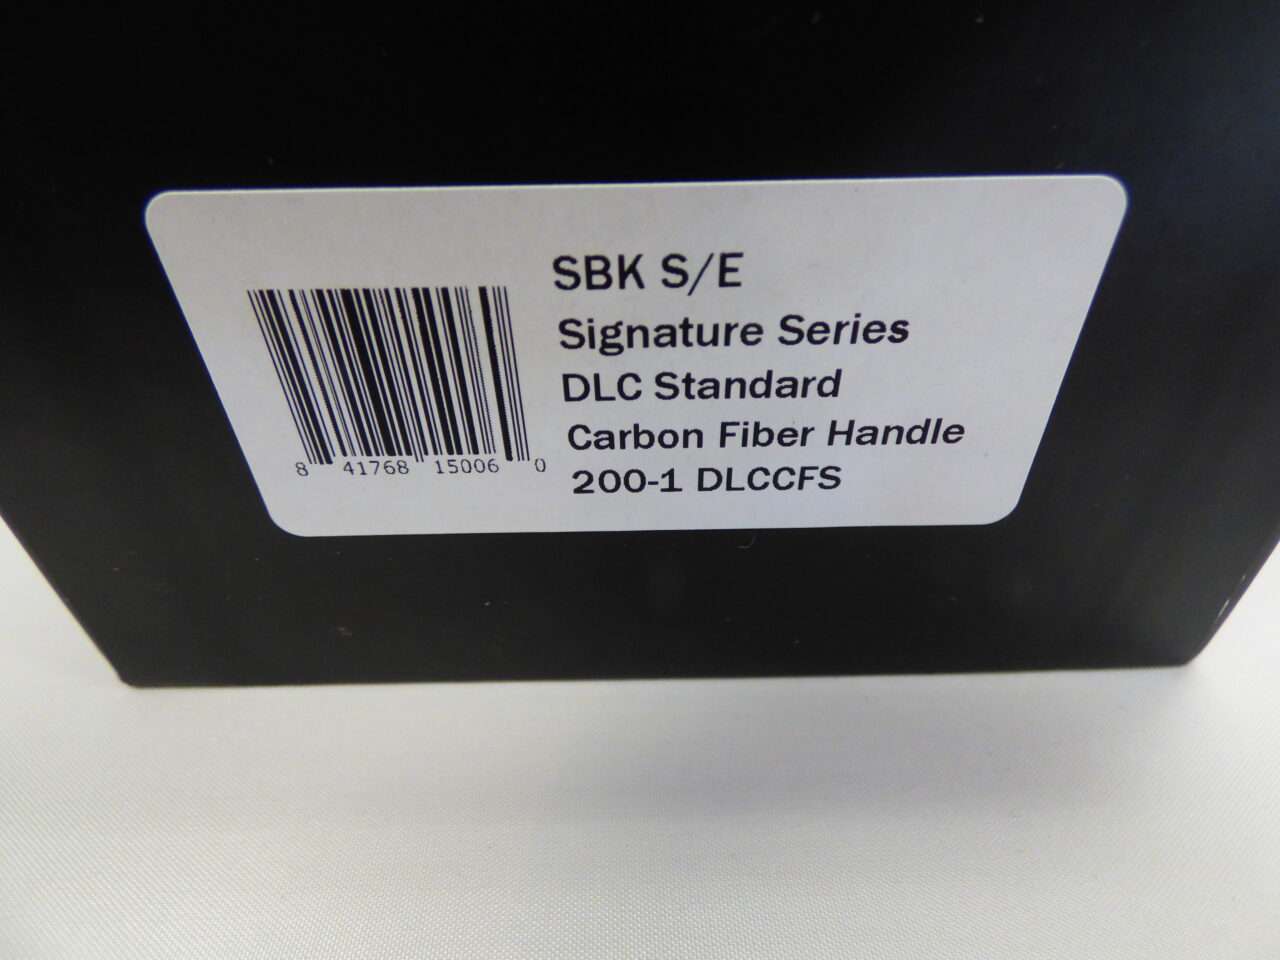 SBK S/E
Signature Series
DLC Standard
Carbon Fiber Handle
200-1 DLCCFS
8 41768 15006 0